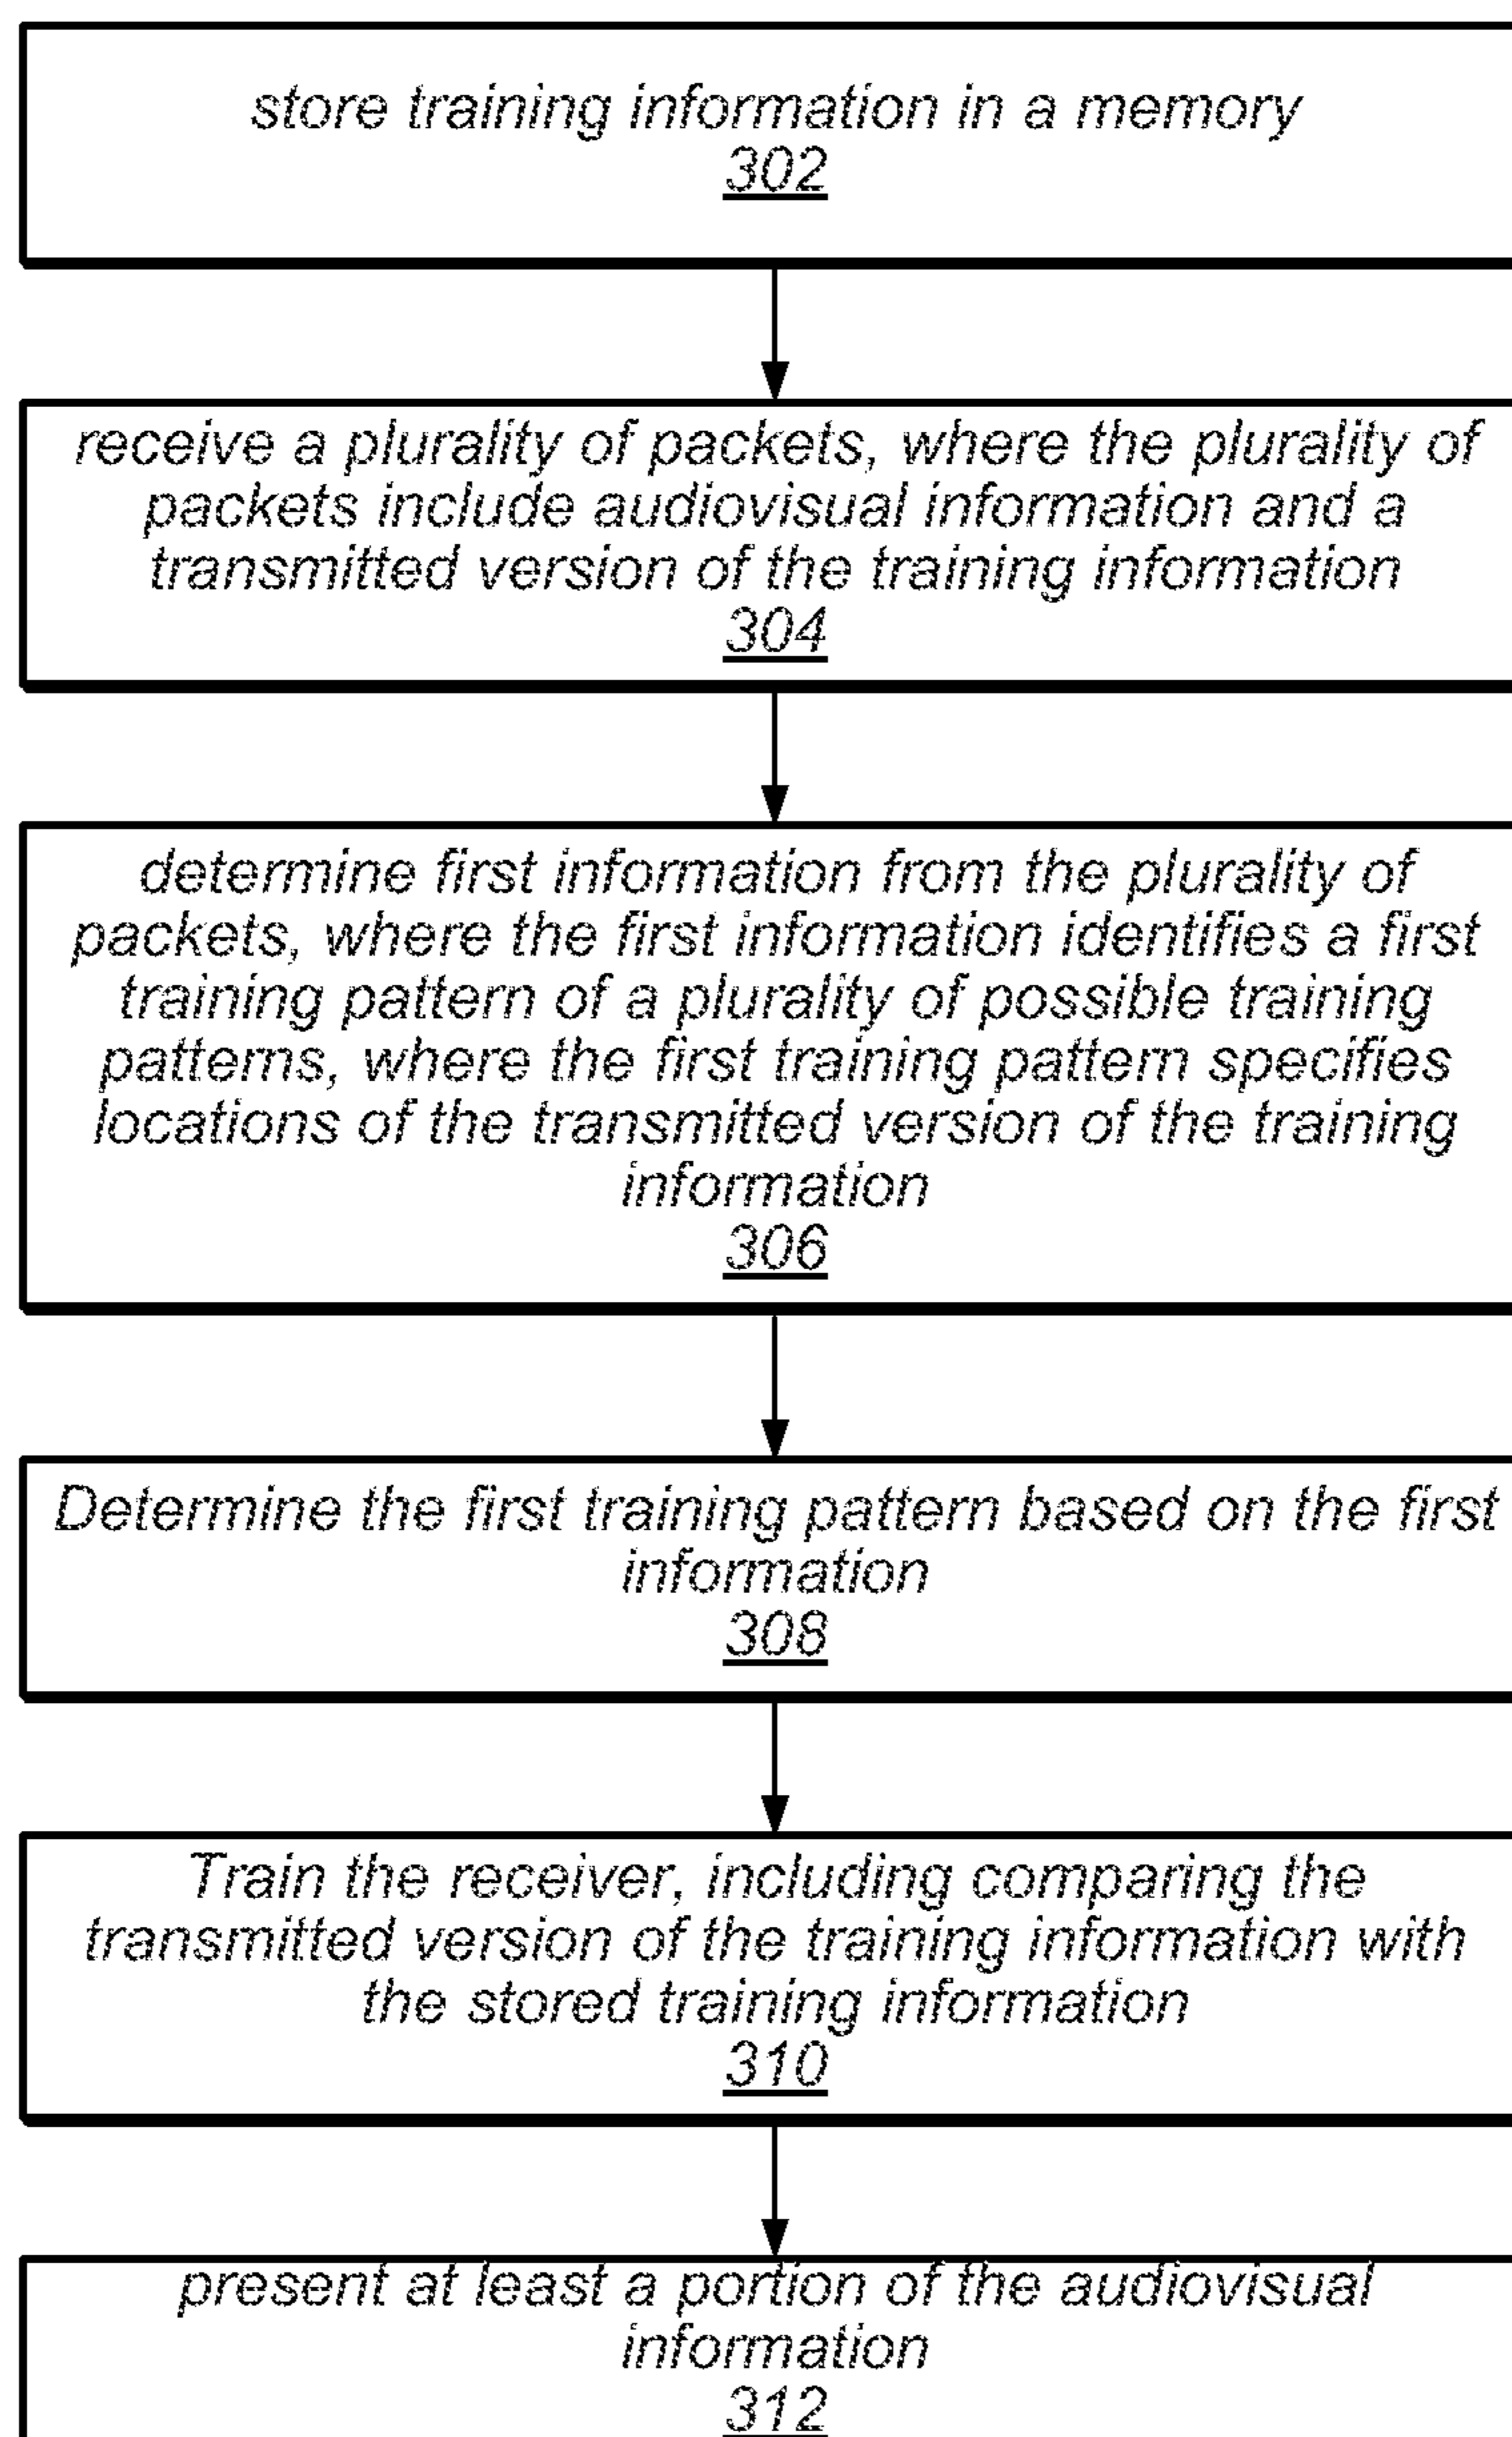 store training information in a memory
302
receive a plurality of packets, where the plurality of
packets include audiovisual information and a
transmitted version of the training information
304
determine first information from the plurality of
packets, where the first information identifies a first
training pattern of a plurality of possible training
patterns, where the first training pattern specifies
locations of the transmitted version of the training
information
306
Determine the first training pattern based on the first
information
308
Train the receiver, including comparing the
transmitted version of the training information with
the stored training information
310
present at least a portion of the audiovisual
information
312